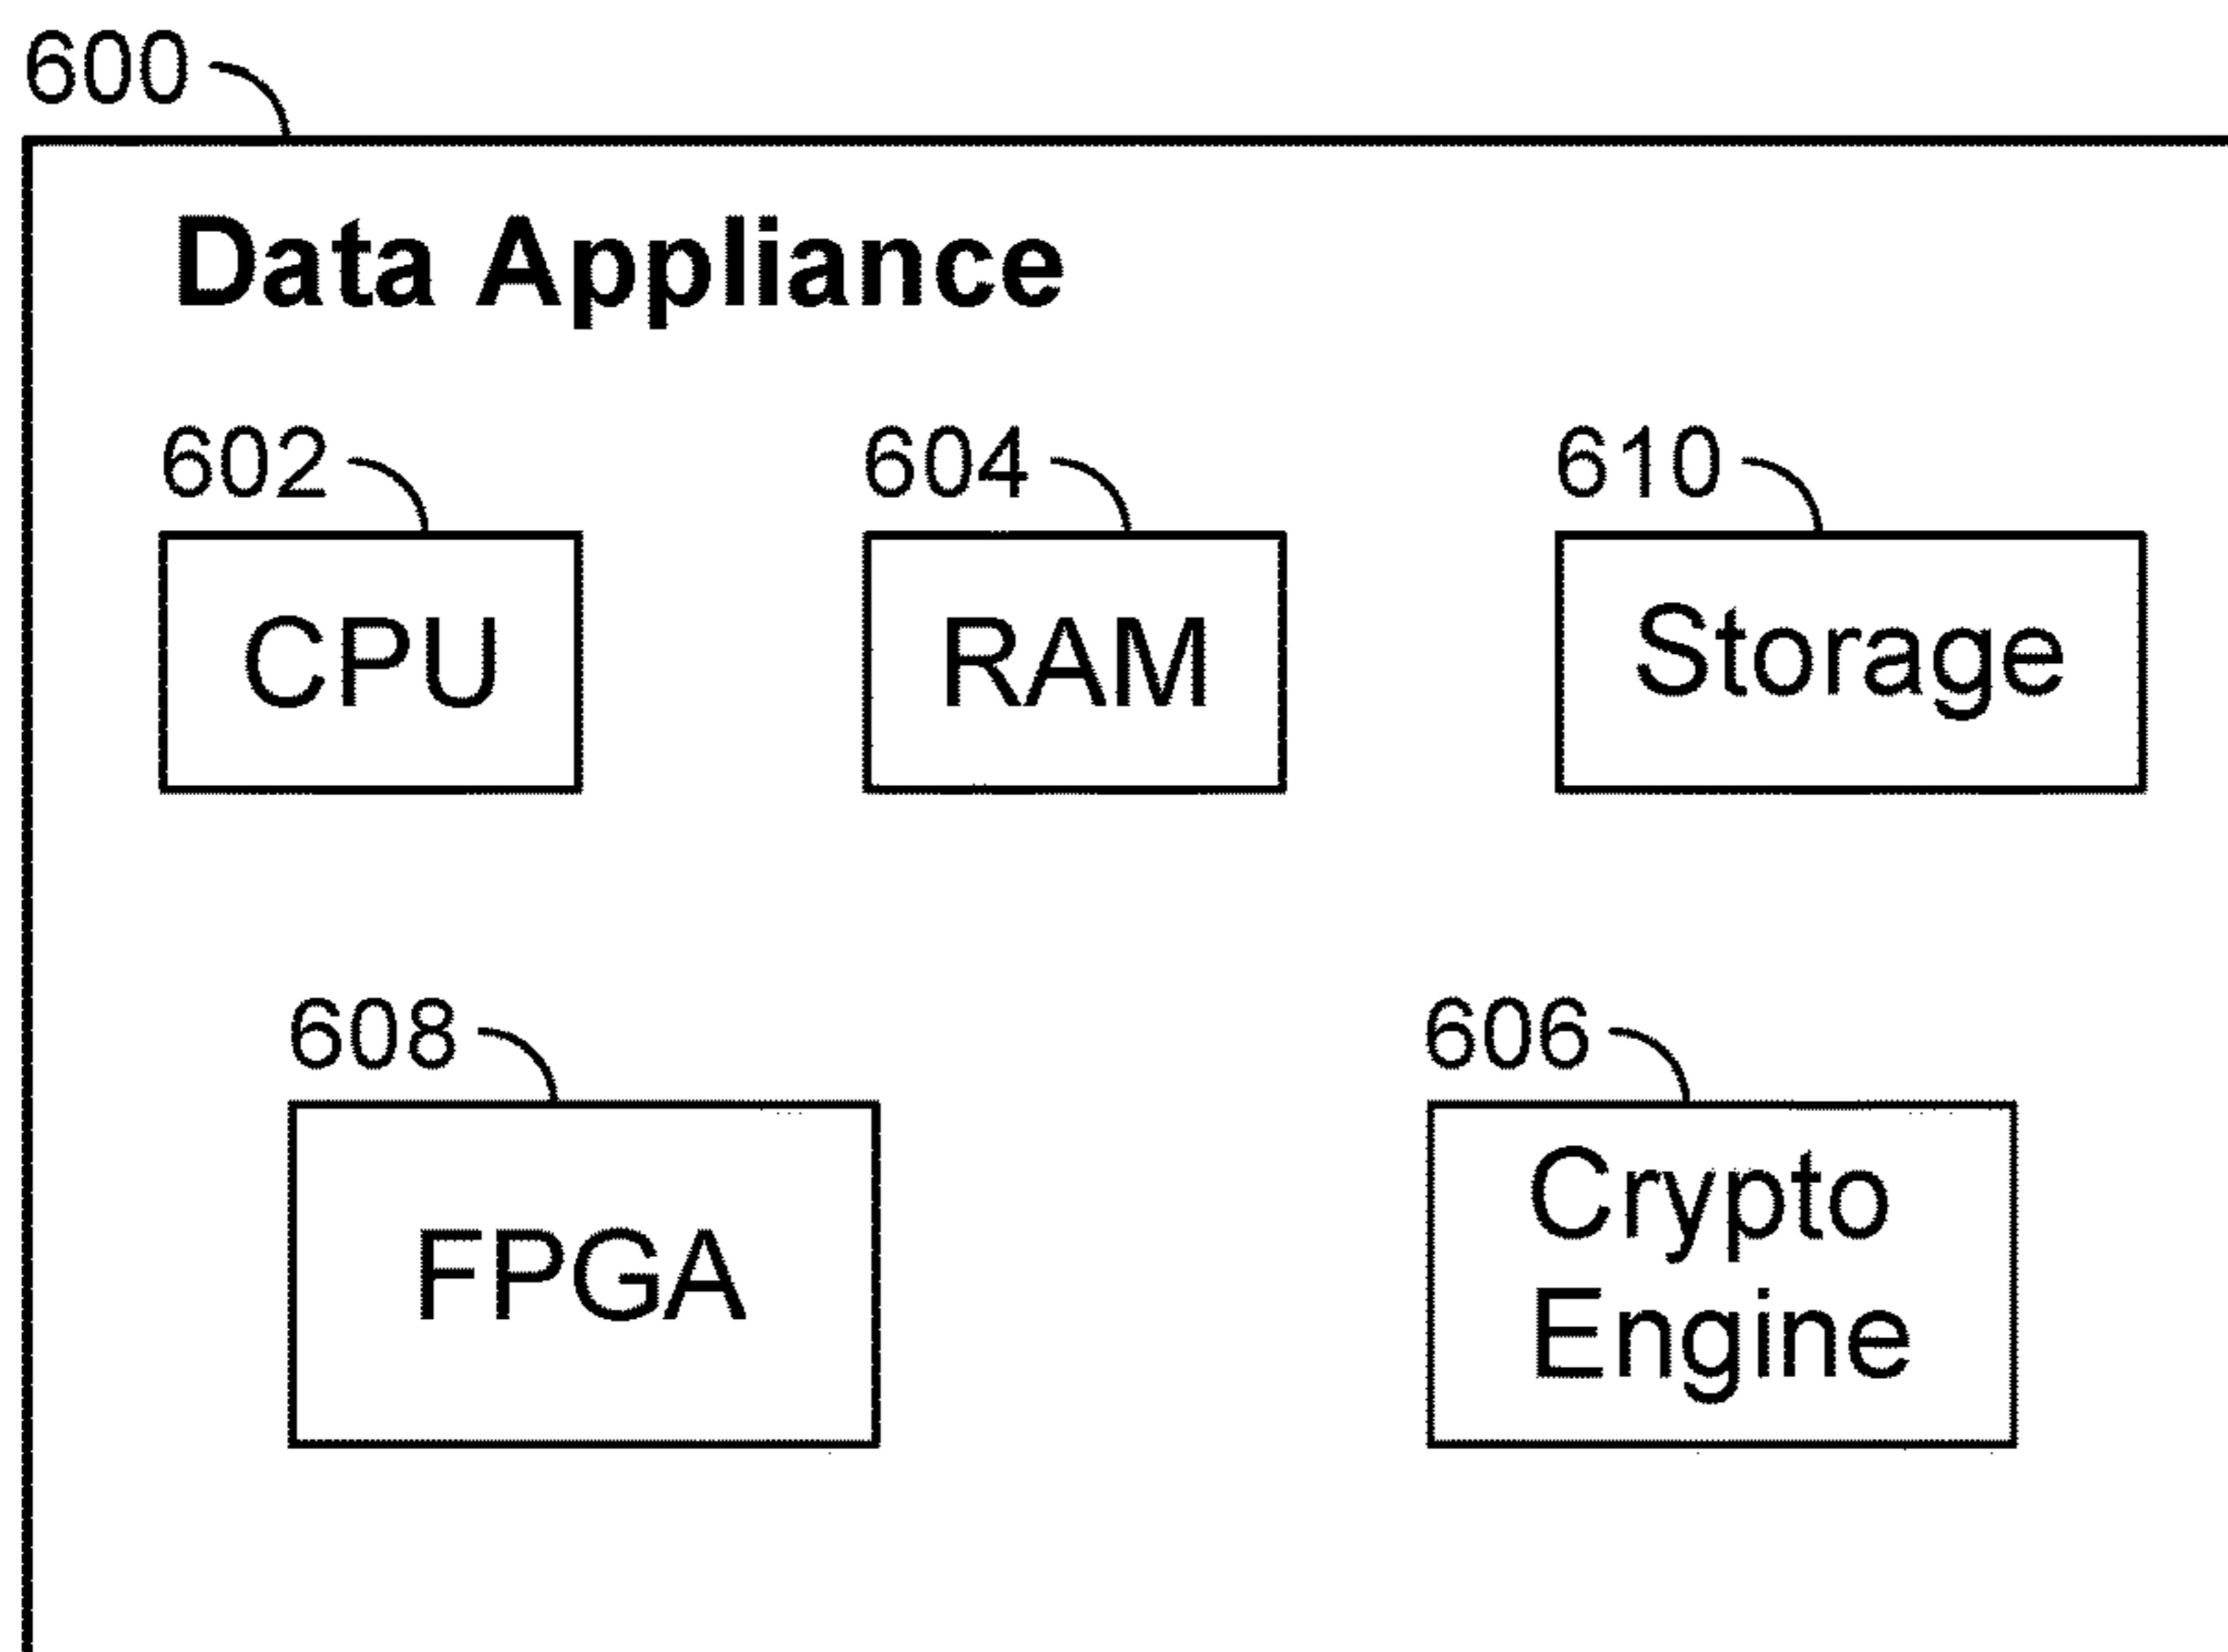 600
Data Appliance
602
604
610
CPU
RAM
Storage
608
606
FPGA
Crypto
Engine